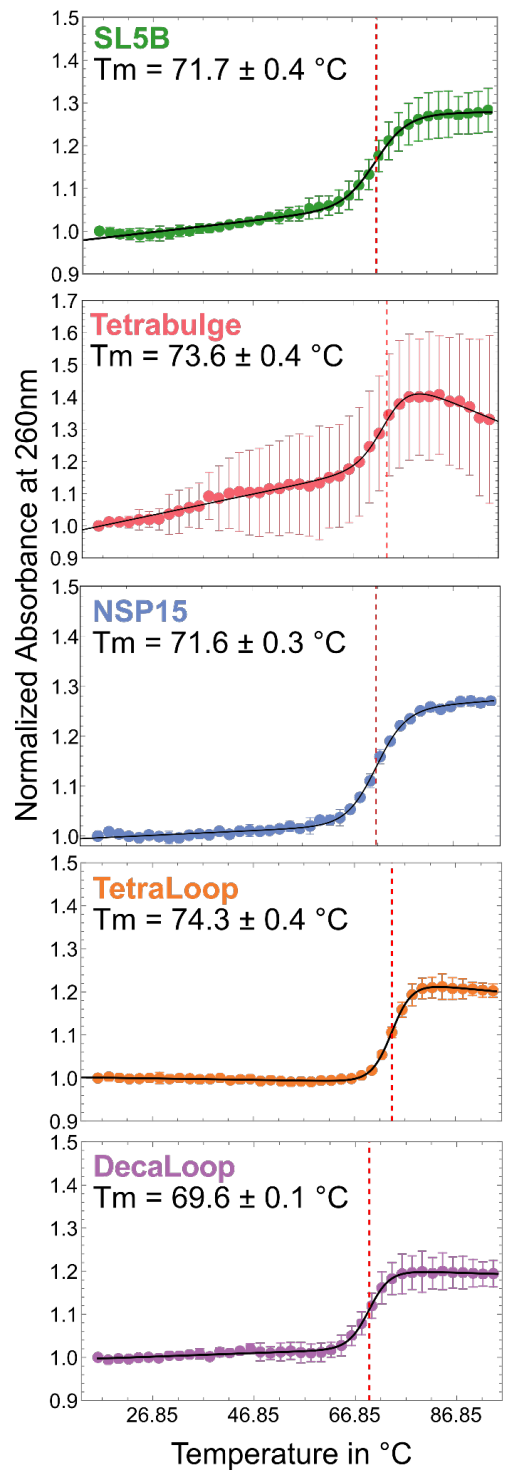 Normalized Absorbance at 260nm
1.5
SL5B
Tm = 71.7 ± 0.4 °C
1.4
1.3
1.2
1.1
1.0
0.9
1.7
Tetrabulge
1.6
Tm = 73.6 ± 0.4 °C
1.5
1.4
1.3
1.2
1.1
1.0
0.9
1.5
NSP15
Tm = 71.6 ± 0.3 °C
1.4
1.3
1.2
1.1
1.0
1.5
TetraLoop
Tm = 74.3 ± 0.4 °C
1.4
1.3
1.2
1.1
1.0
0.9
1.5
DecaLoop
Tm = 69.6 ± 0.1 °C
1.4
1.3
1.2
1.1
1.0
0.9
26.85 46.85 66.85 86.85
Temperature in °C